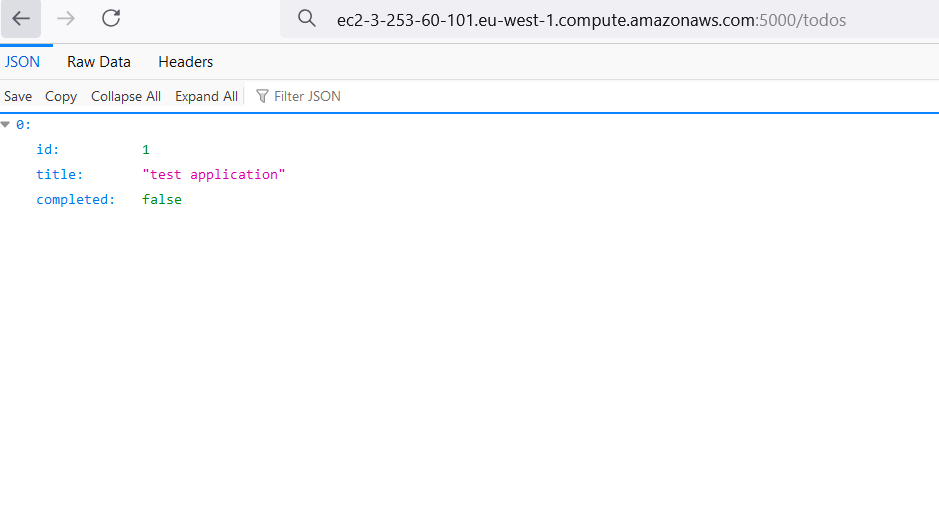 ec2-3-253-60-101.eu-west-1.compute.amazonaws.com:5000/todos
JSON Raw Data Headers
Save Copy Collapse All Expand All Filter JSON
0:
id: 1
title: "test application"
completed: false